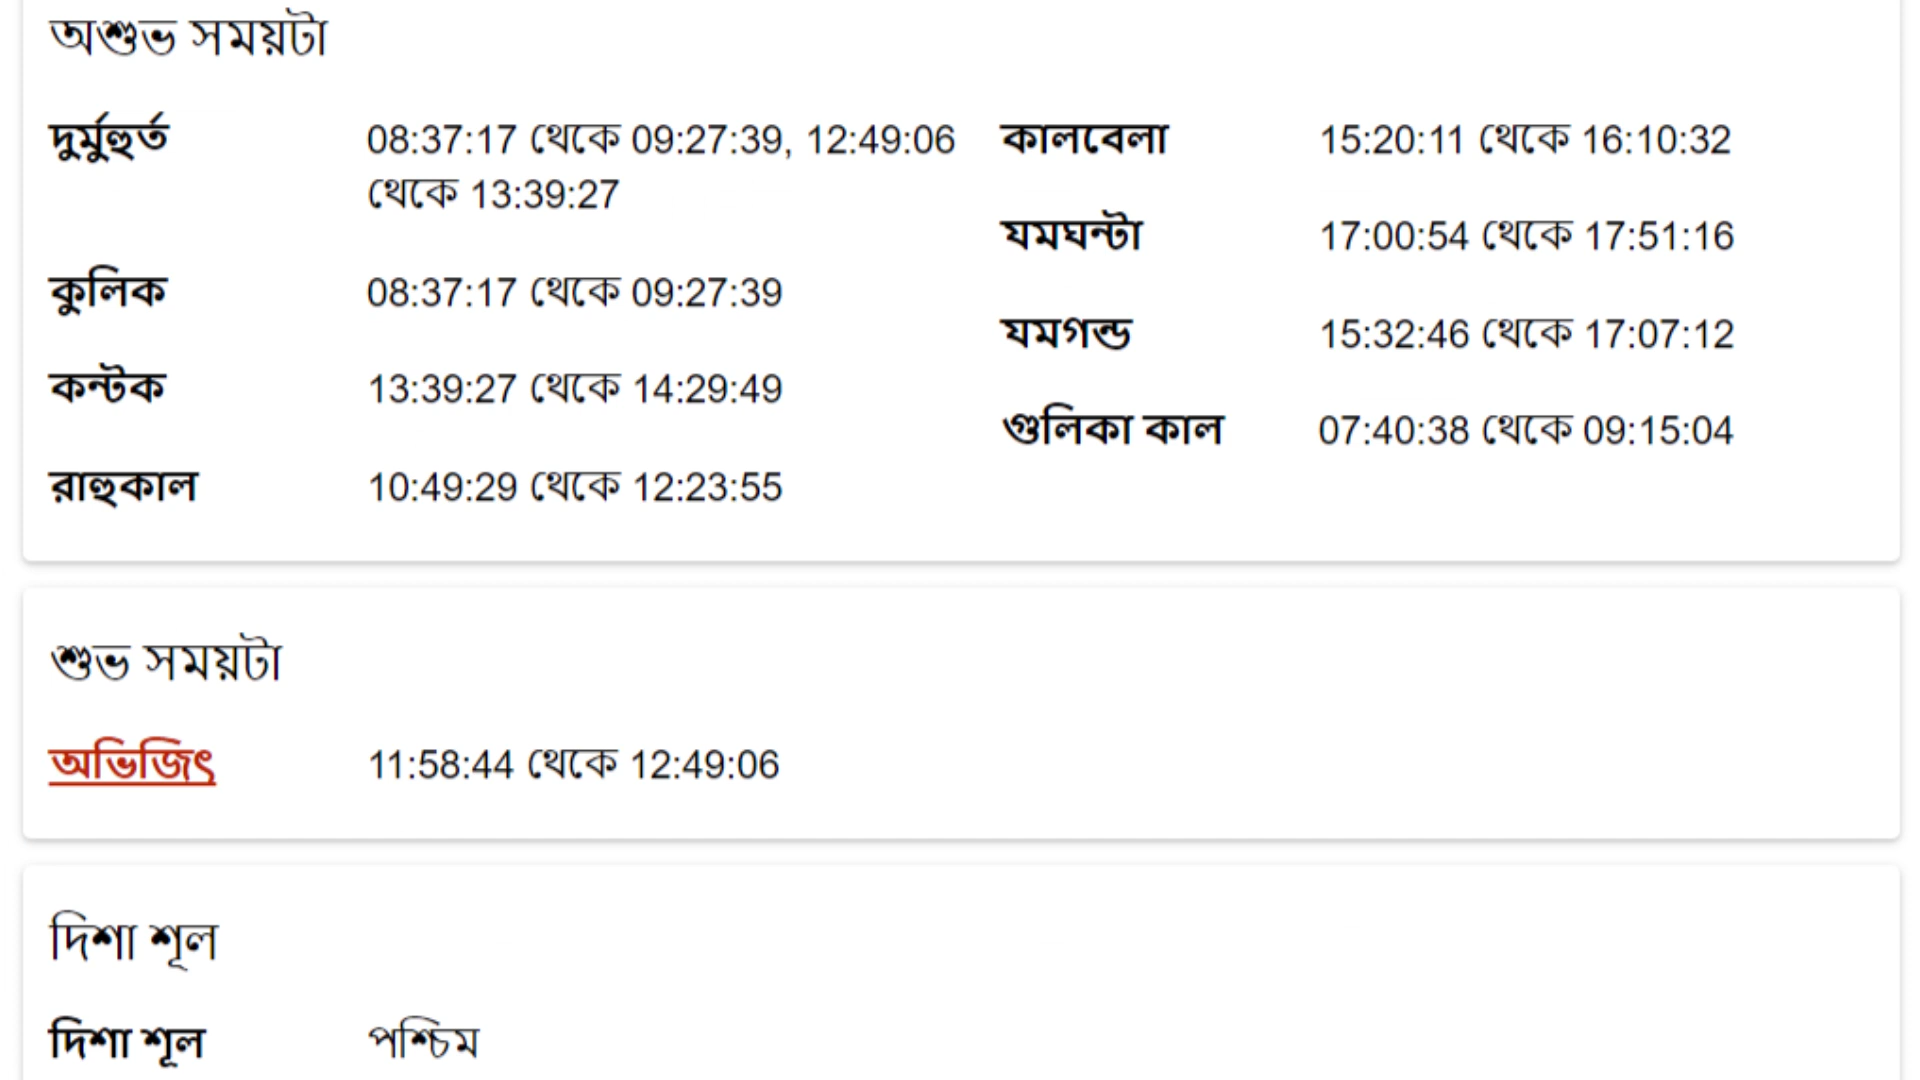 অশুভ সময়টা
দুর্মুহুর্ত 08:37:17 থেকে 09:27:39, 12:49:06
থেকে 13:39:27
কুলিক 08:37:17 থেকে 09:27:39
কন্টক 13:39:27 থেকে 14:29:49
রাহুকাল 10:49:29 থেকে 12:23:55
কালবেলা 15:20:11 থেকে 16:10:32
যমঘন্টা 17:00:54 থেকে 17:51:16
যমগন্ড 15:32:46 থেকে 17:07:12
গুলিকা কাল 07:40:38 থেকে 09:15:04
শুভ সময়টা
অভিজিৎ 11:58:44 থেকে 12:49:06
দিশা শূল
দিশা শূল পশ্চিম